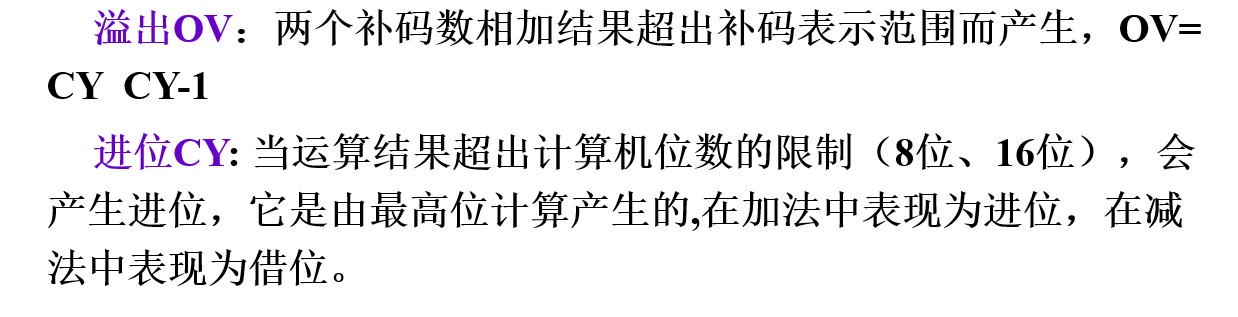 溢出OV：两个补码数相加结果超出补码表示范围而产生，OV=
CY CY-1
进位CY: 当运算结果超出计算机位数的限制（8位、16位），会
产生进位，它是由最高位计算产生的,在加法中表现为进位，在减
法中表现为借位。